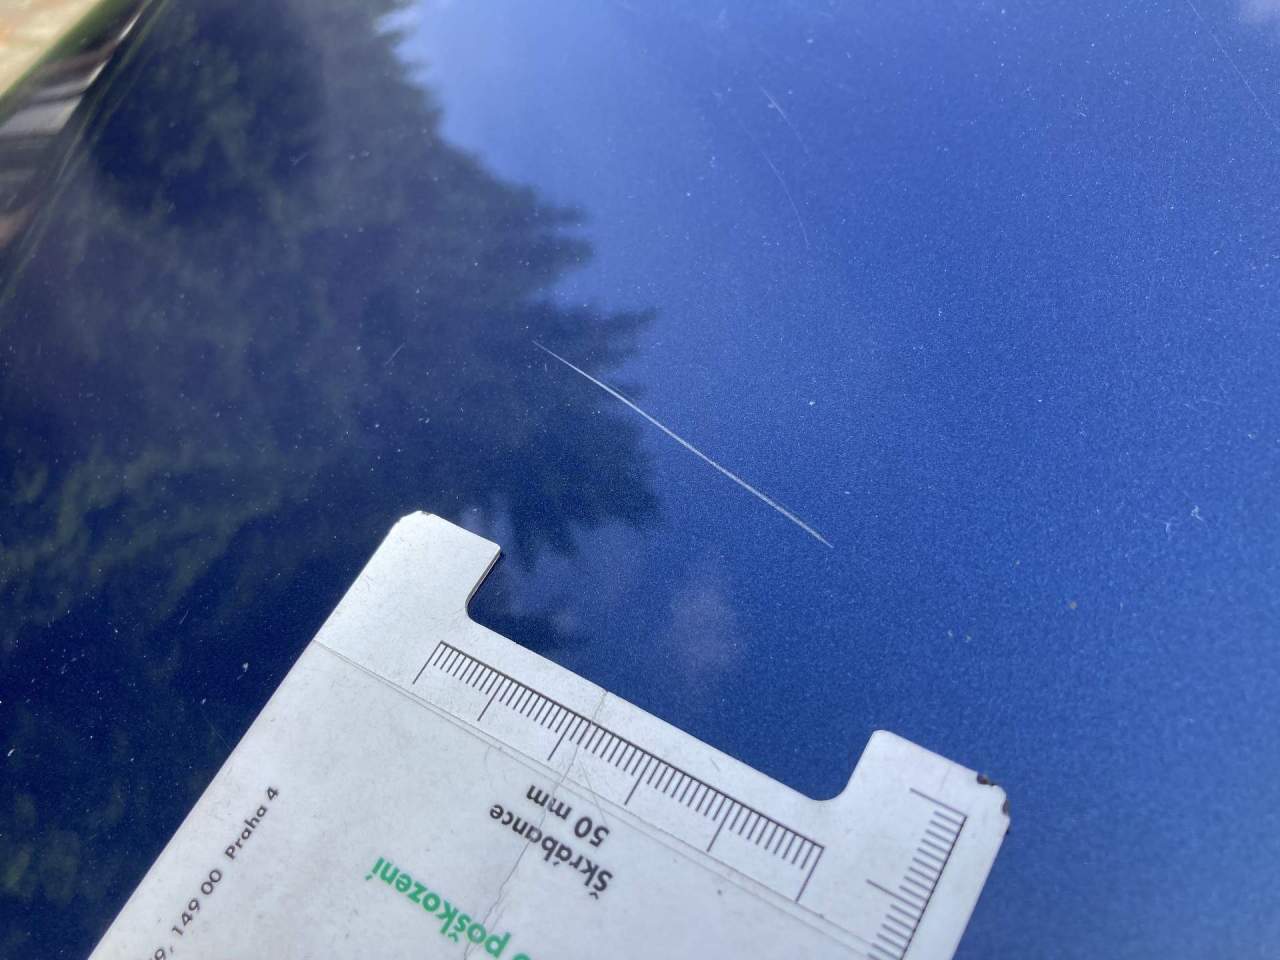 50 mm
Škrábance
poškození
149 00 Praha 4